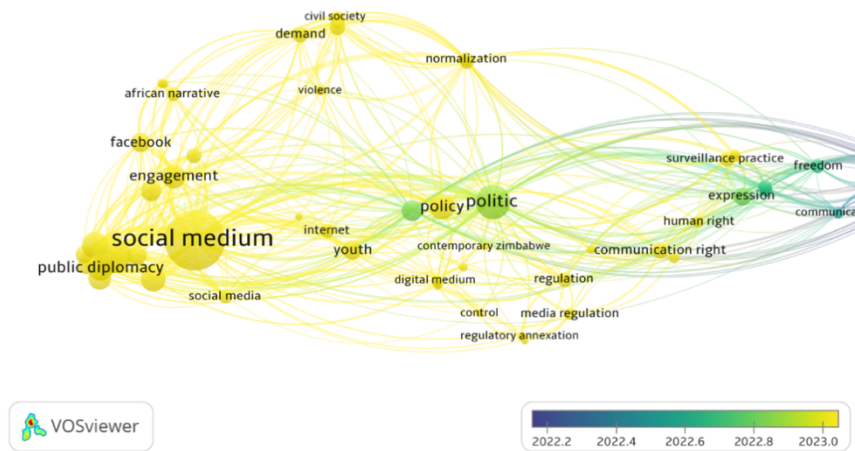 civil society
demand
normalization
violence
african narrative
facebook
surveillance practice
freedom
engagement
expression
policy
politic
communica
human right
internet
social medium
youth
contemporary zimbabwe
communication right
public diplomacy
digital medium
regulation
social media
control
media regulation
regulatory annexation
VOSviewer
2022.2 2022.4 2022.6 2022.8 2023.0